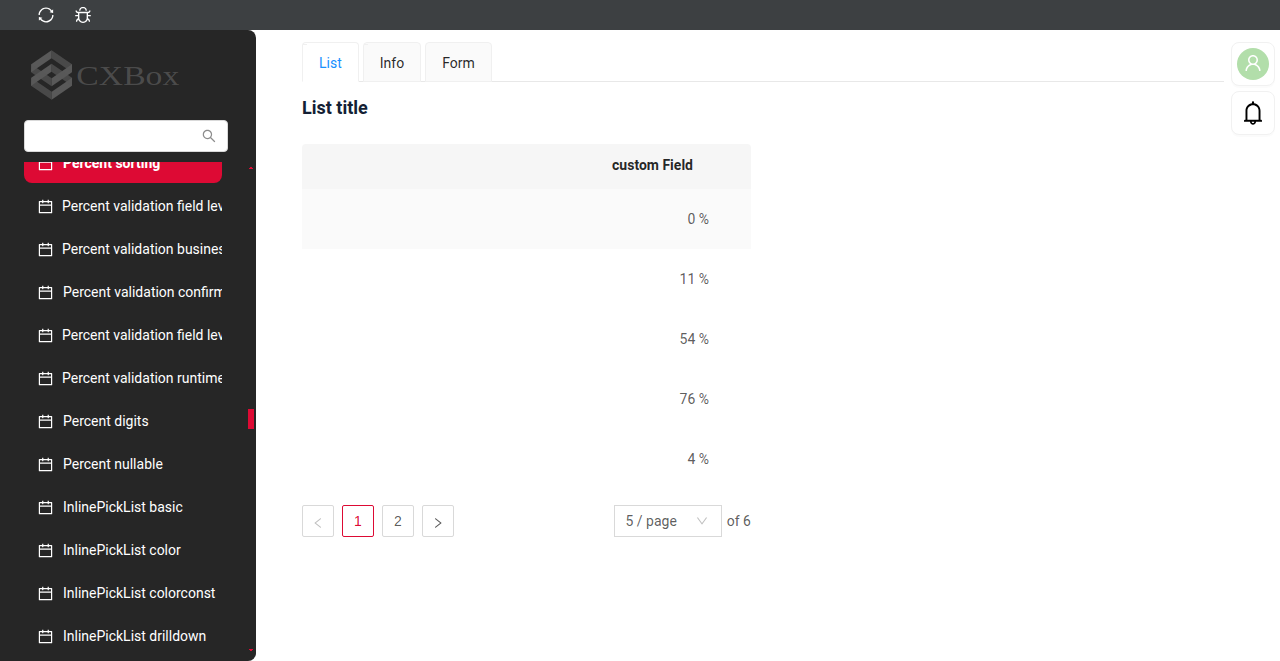 CXBox
Percent sorting
Percent validation field lev
Percent validation busines
Percent validation confirm
Percent validation field lev
Percent validation runtime
Percent digits
Percent nullable
InlinePickList basic
InlinePickList color
InlinePickList colorconst
InlinePickList drilldown
List Info Form
List title
custom Field
0 %
11 %
54 %
76 %
4 %
< 1 2 > 5 / page of 6